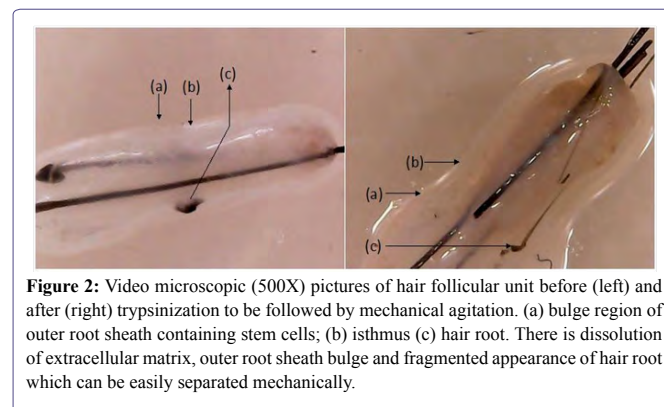 (a)
(b)
(c)
(b)
(a)
(c)
Figure 2: Video microscopic (500X) pictures of hair follicular unit before (left) and
after (right) trypsinization to be followed by mechanical agitation. (a) bulge region of
outer root sheath containing stem cells; (b) isthmus (c) hair root. There is dissolution
of extracellular matrix, outer root sheath bulge and fragmented appearance of hair root
which can be easily separated mechanically.